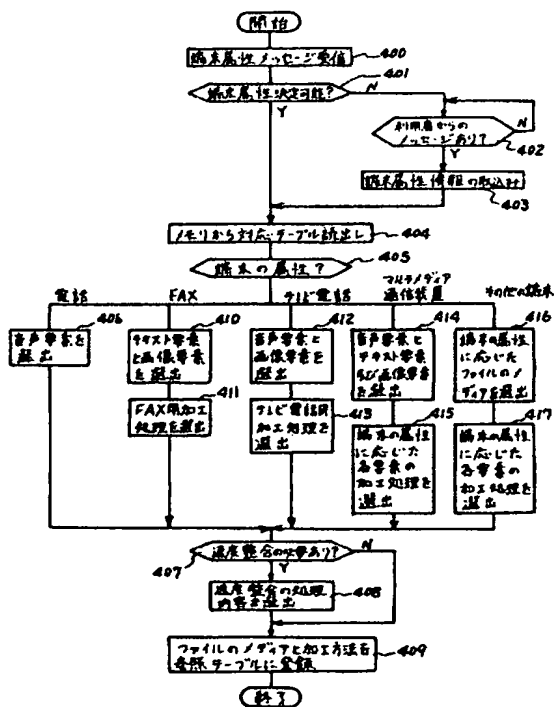 開始
端末属性メッセージ受信
400
端末属性決定可能?
401
N
Y
利用者からの
メッセージあり?
N
402
Y
端末属性情報の取込み
403
メモリから対応テーブル読出し
404
端末の属性?
405
電話
FAX
テレビ電話
マルチメディア
通信装置
その他の端末
406
音声要素を
選出
410
テキスト要素
と画像要素
を選出
411
FAX用加工
処理を選出
412
音声要素と
画像要素を
選出
413
テレビ電話用
加工処理を
選出
414
音声要素と
テキスト要素
及び画像要素
を選出
415
端末の属性
に応じた
各要素の
加工処理を
選出
416
端末の属性
に応じた
ファイルのメ
ディアを選出
417
端末の属性
に応じた
各要素の
加工処理を
選出
速度整合の必要あり?
N
407
Y
速度整合の処理
内容を選出
408
ファイルのメディアと加工方法を
登録
409
終了